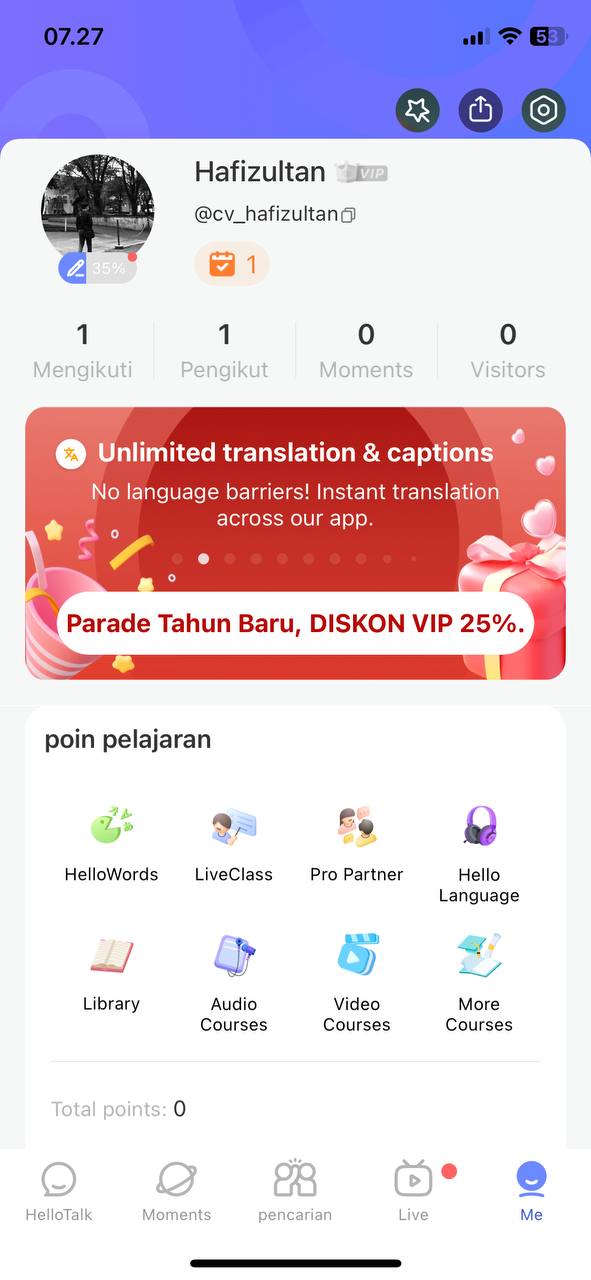 07.27
53
Hafizultan VIP
@cv_hafizultan
35%
1
1
Mengikuti
1
Pengikut
0
Moments
0
Visitors
Unlimited translation & captions
No language barriers! Instant translation
across our app.
Parade Tahun Baru, DISKON VIP 25%.
poin pelajaran
HelloWords
LiveClass
Pro Partner
Hello
Language
Library
Audio
Courses
Video
Courses
More
Courses
Total points: 0
HelloTalk
Moments
pencarian
Live
Me